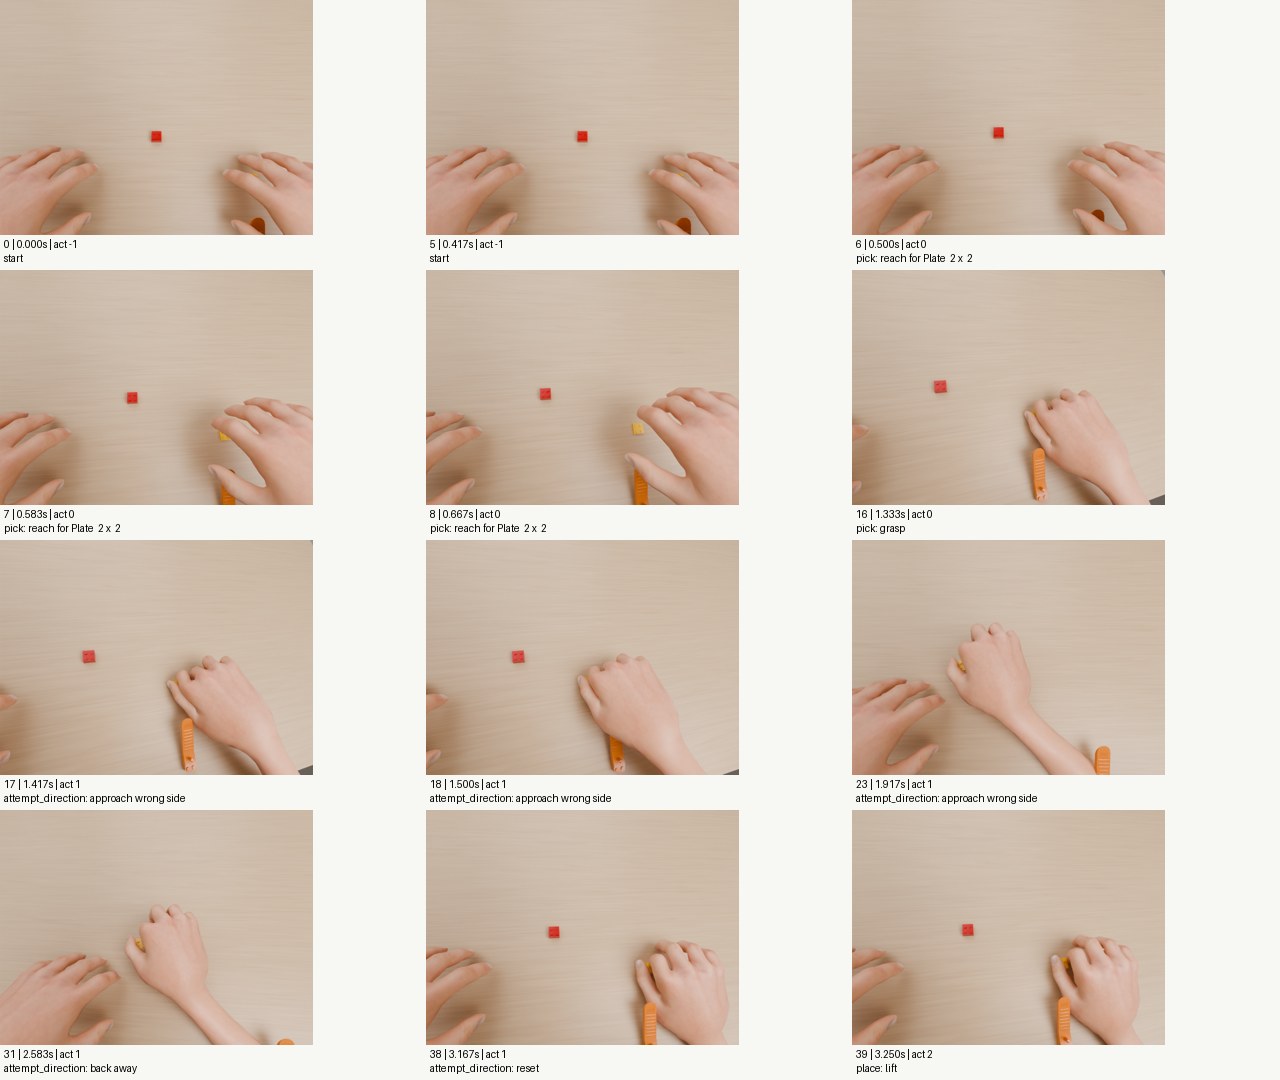 0 | 0.000s | act -1
start
5 | 0.417s | act -1
start
6 | 0.500s | act 0
pick: reach for Plate 2 x 2
7 | 0.583s | act 0
pick: reach for Plate 2 x 2
8 | 0.667s | act 0
pick: reach for Plate 2 x 2
16 | 1.333s | act 0
pick: grasp
17 | 1.417s | act 1
attempt_direction: approach wrong side
18 | 1.500s | act 1
attempt_direction: approach wrong side
23 | 1.917s | act 1
attempt_direction: approach wrong side
31 | 2.583s | act 1
attempt_direction: back away
38 | 3.167s | act 1
attempt_direction: reset
39 | 3.250s | act 2
place: lift